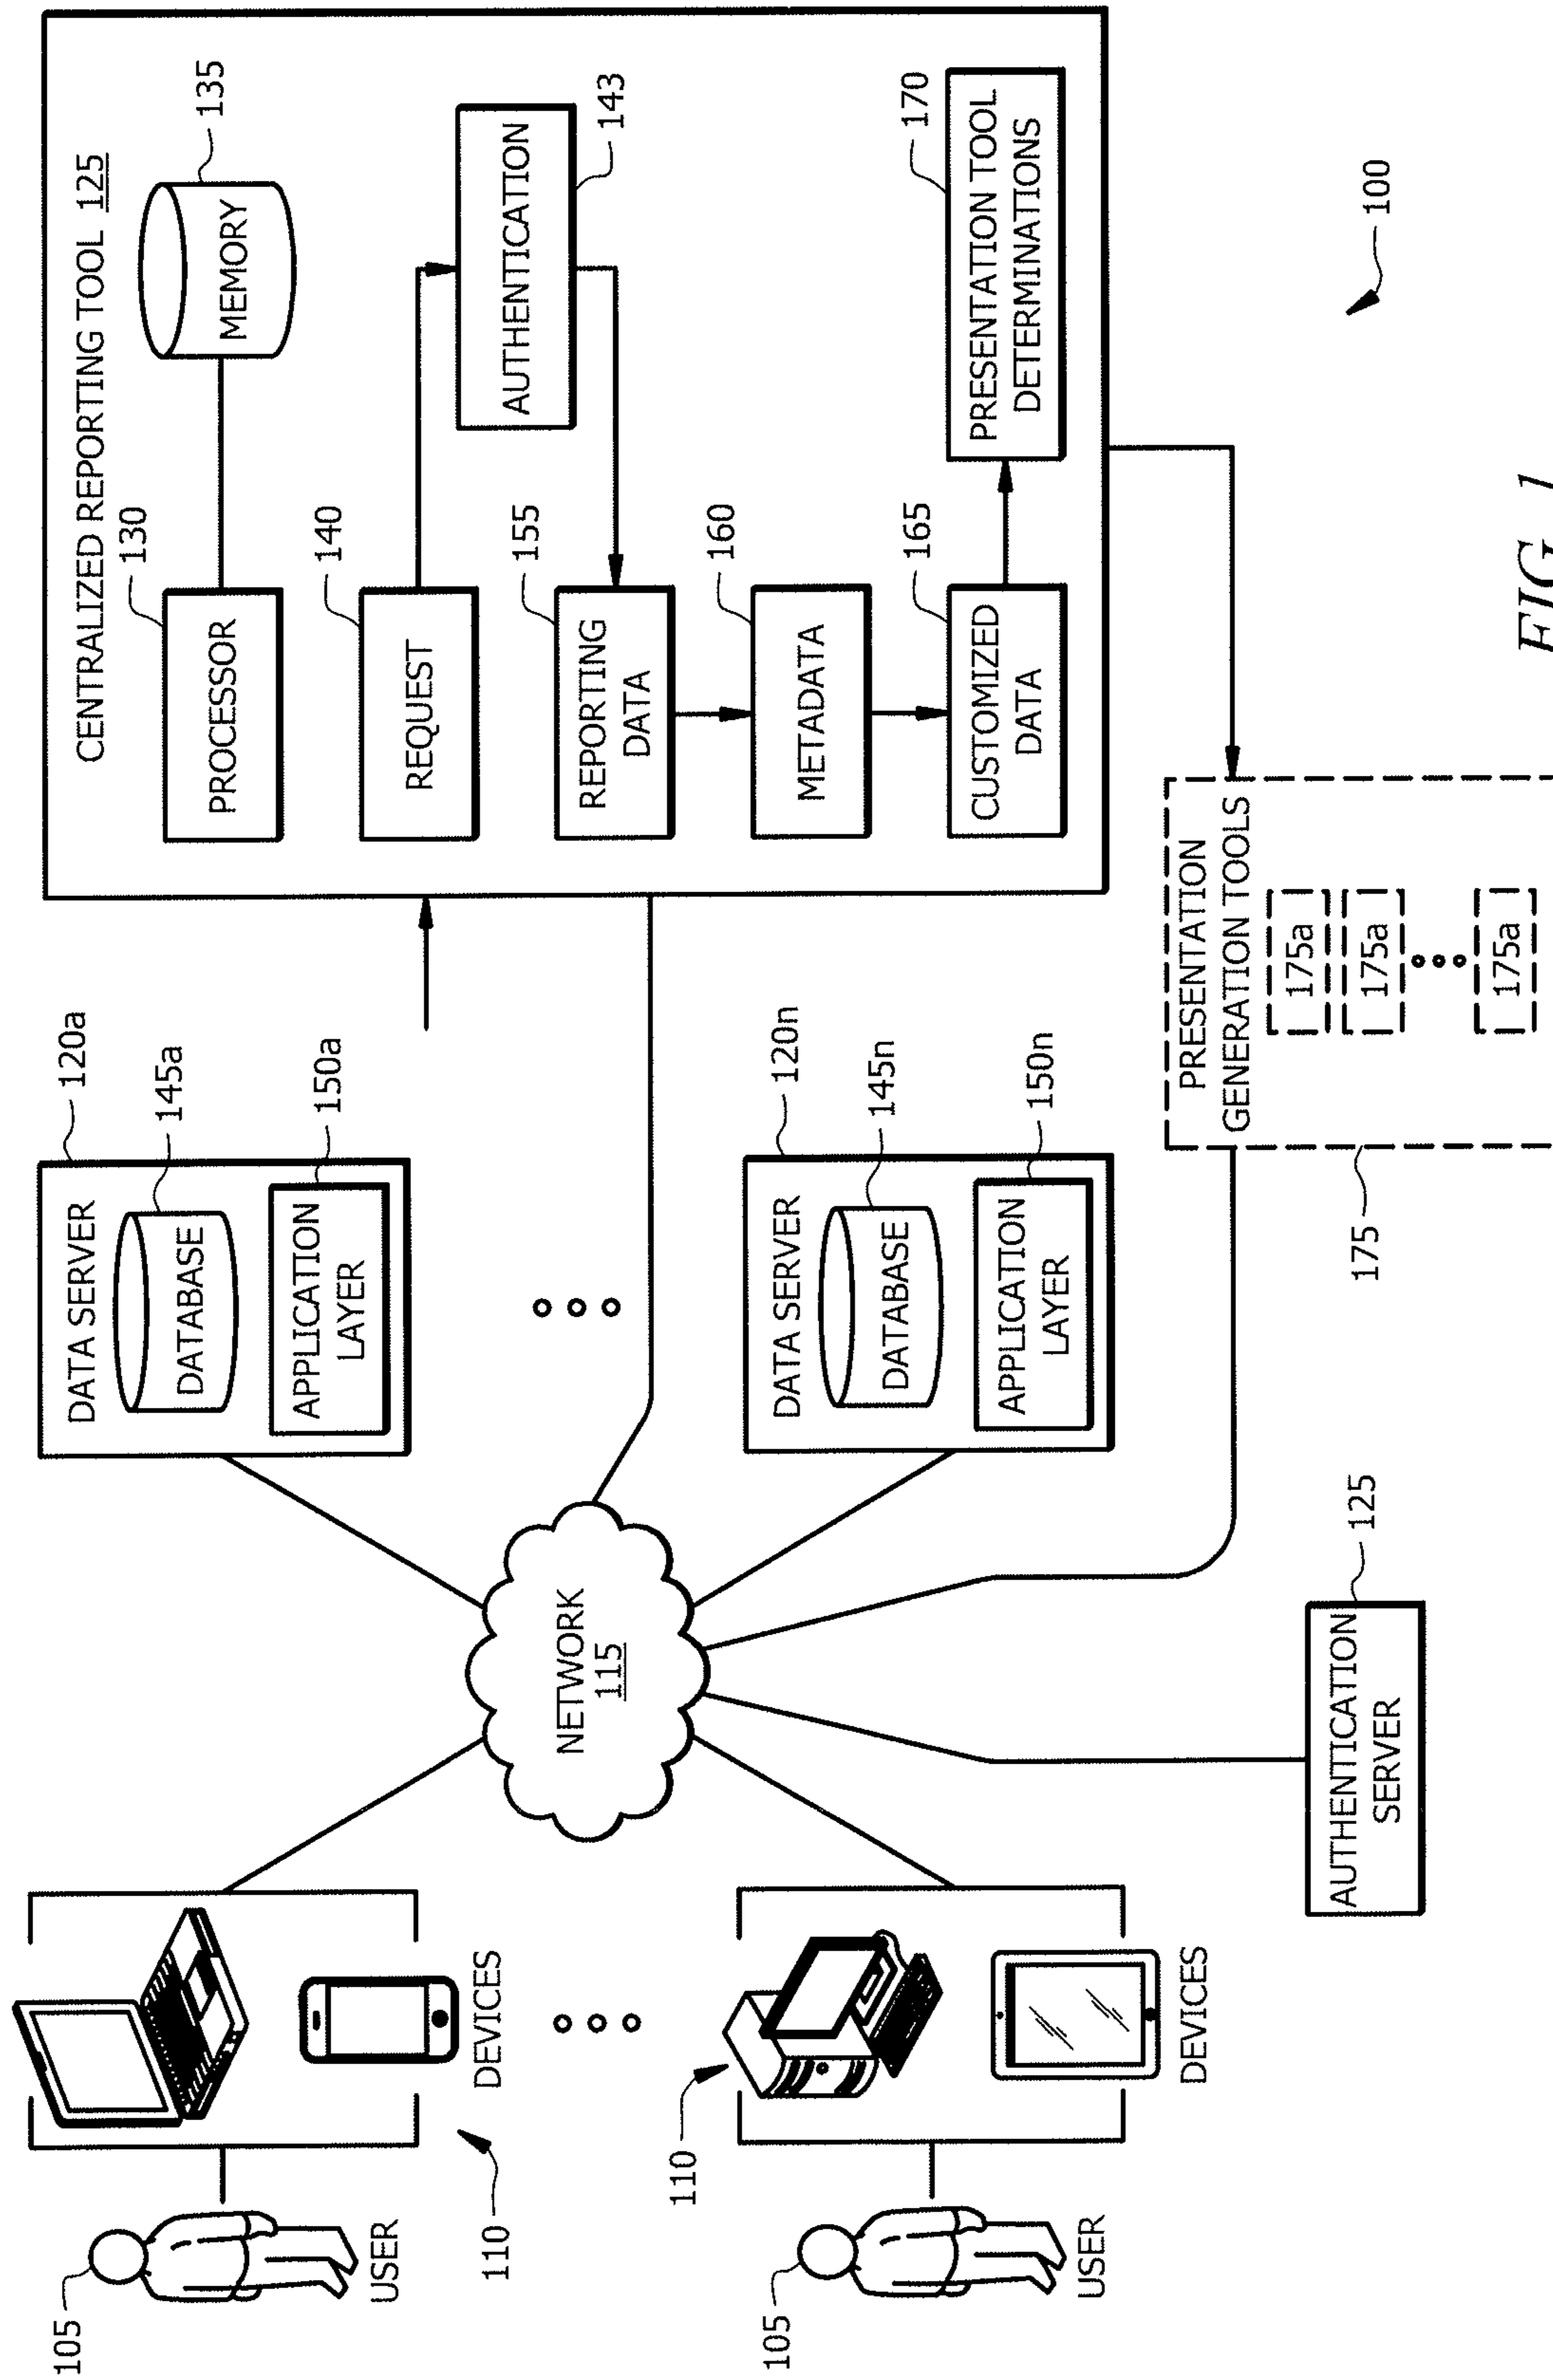 105
USER
110
DEVICES
105
USER
110
DEVICES
NETWORK
115
AUTHENTICATION
SERVER
125
DATA SERVER
120a
DATABASE
145a
APPLICATION
LAYER
150a
DATA SERVER
120n
DATABASE
145n
APPLICATION
LAYER
150n
CENTRALIZED REPORTING TOOL 125
130
PROCESSOR
135
MEMORY
140
REQUEST
AUTHENTICATION
143
155
REPORTING
DATA
160
METADATA
165
CUSTOMIZED
DATA
170
PRESENTATION TOOL
DETERMINATIONS
175
PRESENTATION
GENERATION TOOLS
175a
175a
175a
100
FIG. 1